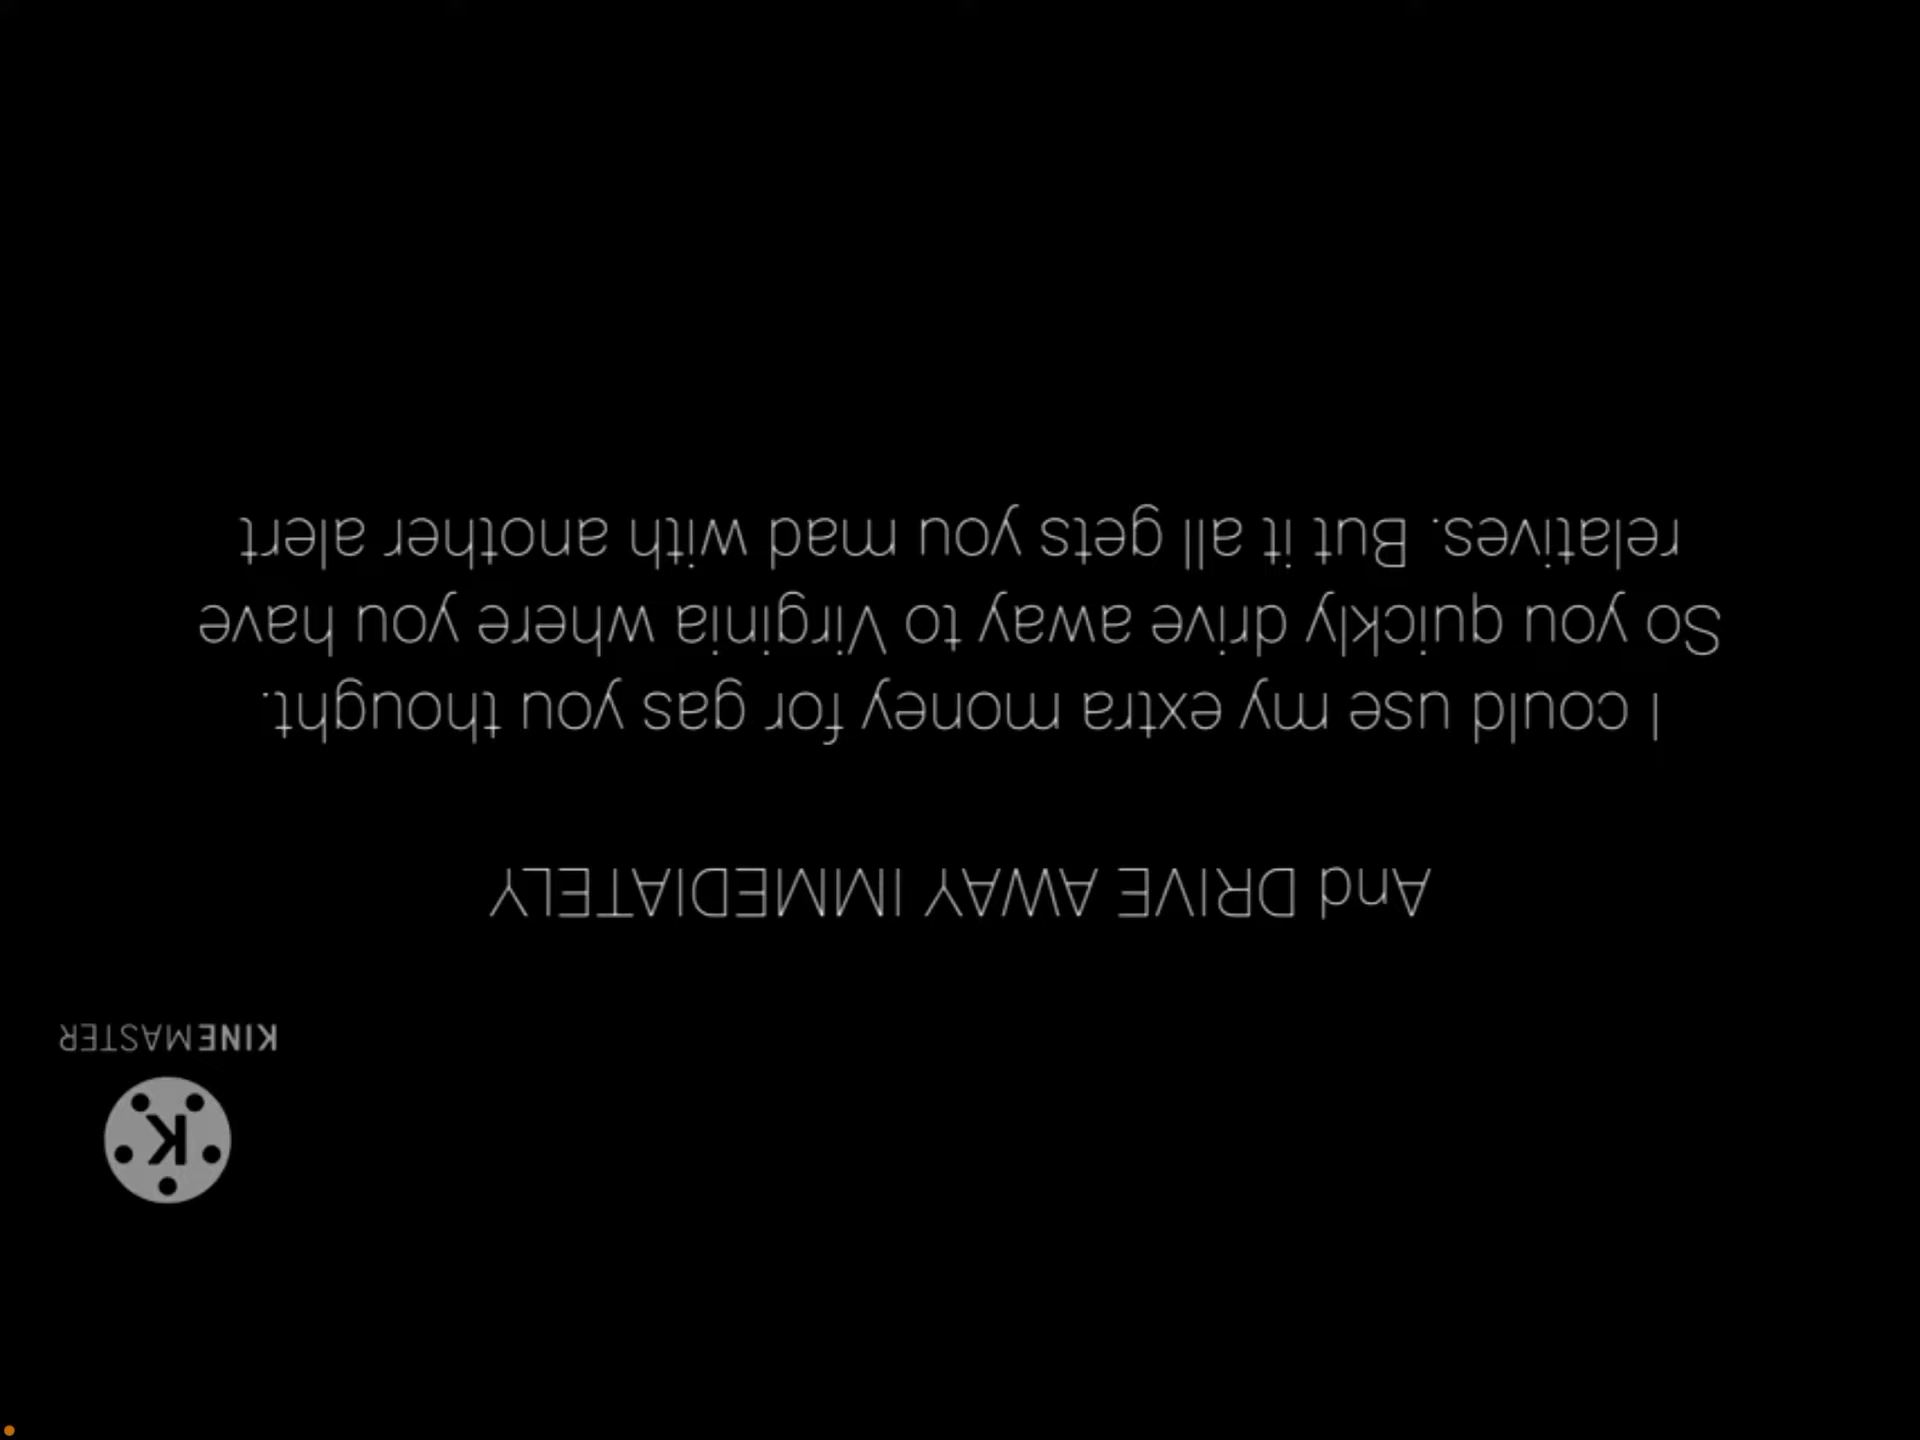 KINEMASTER
And DRIVE AWAY IMMEDIATELY
I could use my extra money for gas you thought.
So you quickly drive away to Virginia where you have
relatives. But it all gets you mad with another alert